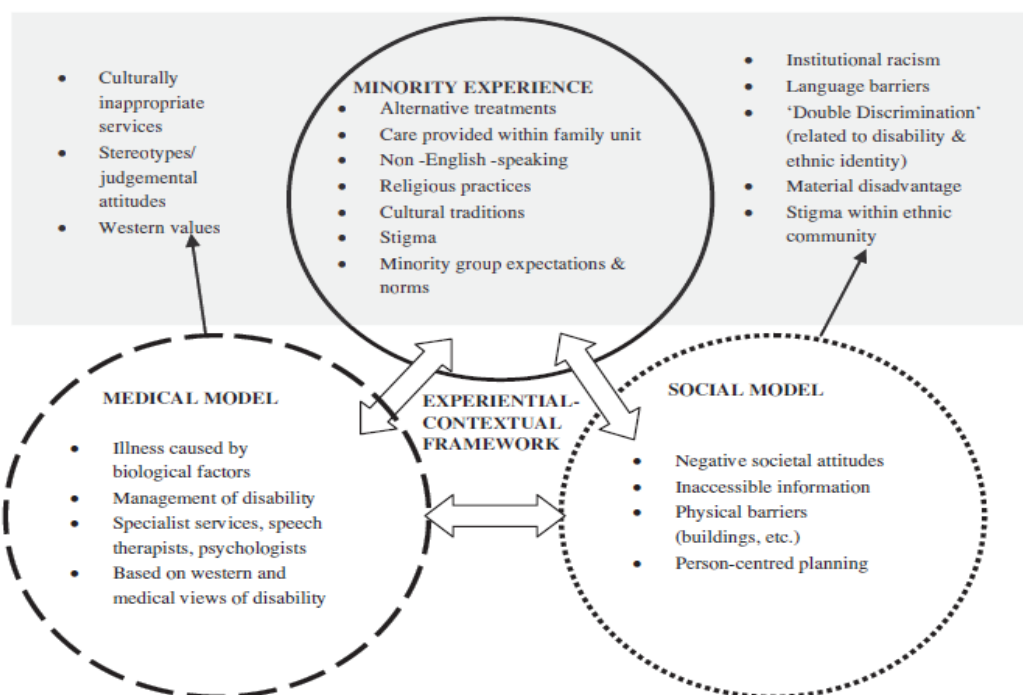 • Culturally
inappropriate
services
• Stereotypes/
judgemental
attitudes
• Western values
MINORITY EXPERIENCE
• Alternative treatments
• Care provided within family unit
• Non -English -speaking
• Religious practices
• Cultural traditions
• Stigma
• Minority group expectations &
norms
• Institutional racism
• Language barriers
• ‘Double Discrimination’
(related to disability &
ethnic identity)
• Material disadvantage
• Stigma within ethnic
community
MEDICAL MODEL
• Illness caused by
biological factors
• Management of disability
• Specialist services, speech
therapists, psychologists
• Based on western and
medical views of disability
EXPERIENTIAL-
CONTEXTUAL
FRAMEWORK
SOCIAL MODEL
• Negative societal attitudes
• Inaccessible information
• Physical barriers
(buildings, etc.)
• Person-centred planning